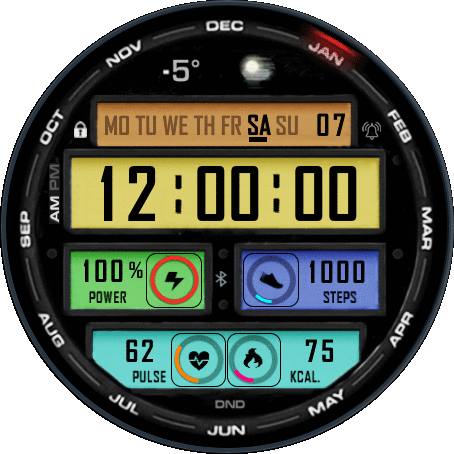 DEC
NOV
JAN
-5°
OCT
FEB
MO TU WE TH FR SA SU 07
AM PM
12:00:00
SEP
MAR
100%
POWER
1000
STEPS
AUG
APR
62
PULSE
75
KCAL.
JUL
DND
MAY
JUN